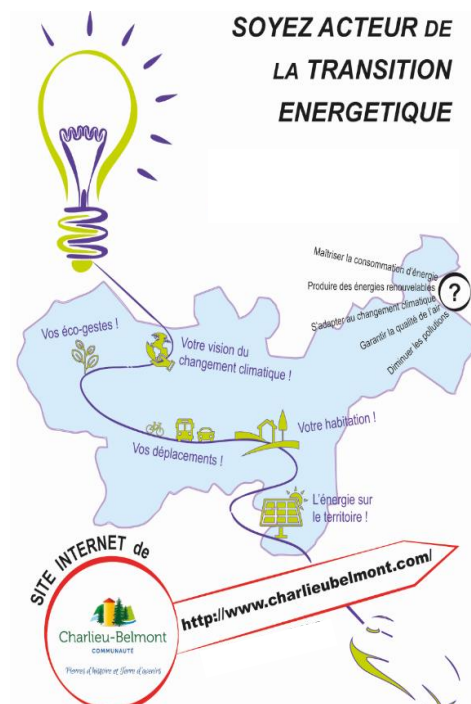 SOYEZ ACTEUR DE
LA TRANSITION
ENERGETIQUE
Maîtriser la consommation d'énergie
Produire des énergies renouvelables
S'adapter au changement climatique
Garantir la qualité de l'air
Diminuer les pollutions
?
Vos éco-gestes !
Votre vision du
changement climatique !
Votre habitation !
Vos déplacements !
L'énergie sur
le territoire !
SITE INTERNET de
http://www.charlieubelmont.com/
Charlieu-Belmont
COMMUNAUTÉ
Pierres d'histoire et Terre d'avenirs